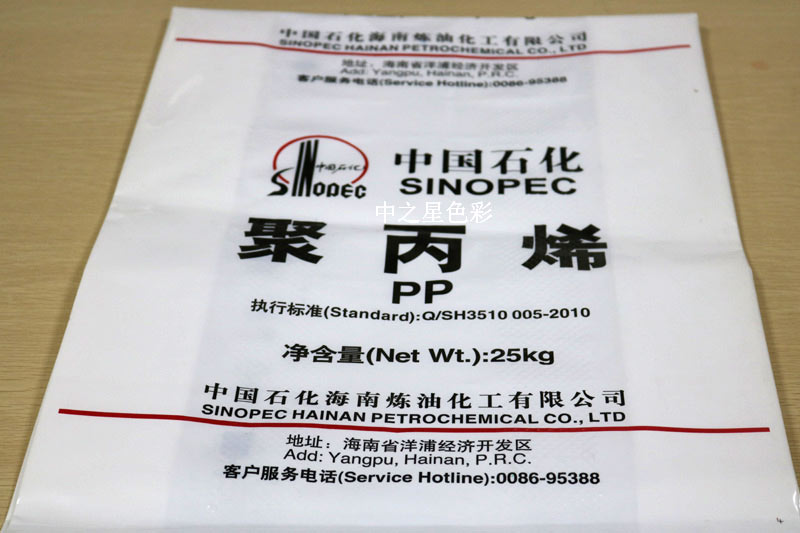 中国石化海南炼油化工有限公司
SINOPEC HAINAN PETROCHEMICAL CO., LTD
地址: 海南省洋浦经济开发区
Add: Yangpu, Hainan, P.R.C.
客户服务电话(Service Hotline):0086-95388
中国石化
SINOPEC
中国石化
SINOPEC
中之星色彩
聚丙烯
PP
执行标准(Standard):Q/SH3510 005-2010
净含量(Net Wt.):25kg
中国石化海南炼油化工有限公司
SINOPEC HAINAN PETROCHEMICAL CO., LTD
地址: 海南省洋浦经济开发区
Add: Yangpu, Hainan, P.R.C.
客户服务电话(Service Hotline):0086-95388
4